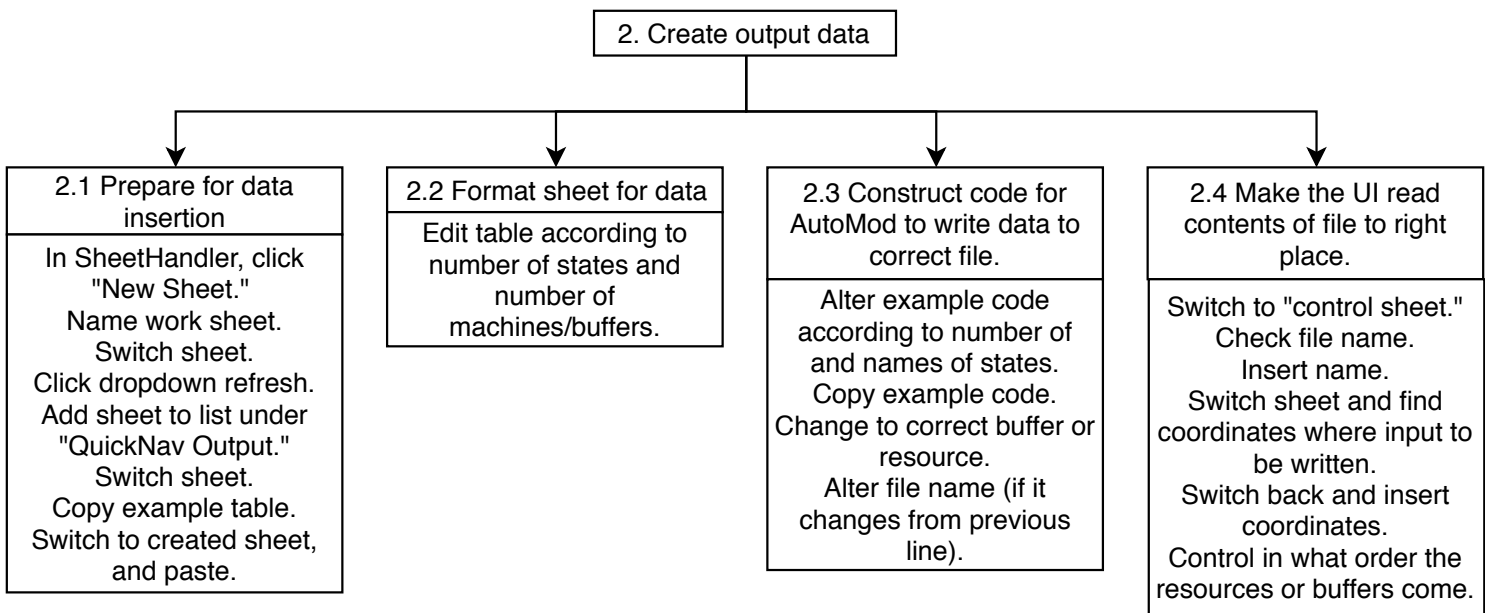 2. Create output data
2.1 Prepare for data
insertion
In SheetHandler, click
"New Sheet."
Name work sheet.
Switch sheet.
Click dropdown refresh.
Add sheet to list under
"QuickNav Output."
Switch sheet.
Copy example table.
Switch to created sheet,
and paste.
2.2 Format sheet for data
Edit table according to
number of states and
number of
machines/buffers.
2.3 Construct code for
AutoMod to write data to
correct file.
Alter example code
according to number of
and names of states.
Copy example code.
Change to correct buffer or
resource.
Alter file name (if it
changes from previous
line).
2.4 Make the UI read
contents of file to right
place.
Switch to "control sheet."
Check file name.
Insert name.
Switch sheet and find
coordinates where input to
be written.
Switch back and insert
coordinates.
Control in what order the
resources or buffers come.